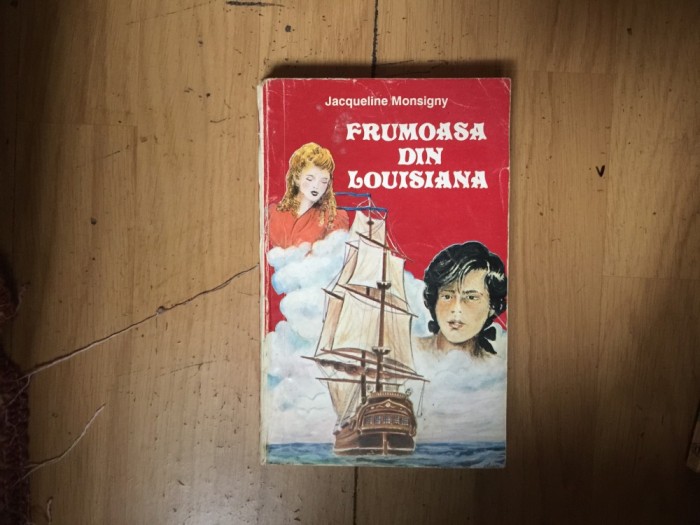 Jacqueline Monsigny
FRUMOASA
DIN
LOUISIANA